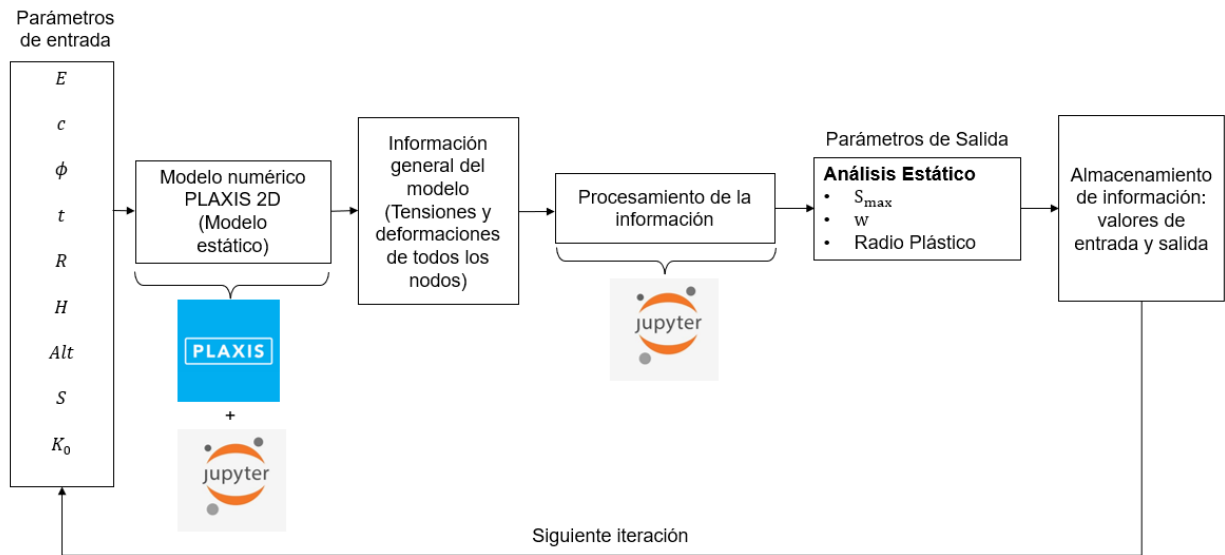 Parámetros
de entrada
E
c
ϕ
t
R
H
Alt
S
K₀
Modelo numérico
PLAXIS 2D
(Modelo
estático)
PLAXIS
+
jupyter
Información
general del
modelo
(Tensiones y
deformaciones
de todos los
nodos)
Procesamiento de la
información
jupyter
Parámetros de Salida
Análisis Estático
• Sₘₐₓ
• w
• Radio Plástico
Almacenamiento
de información:
valores de
entrada y salida
Siguiente iteración